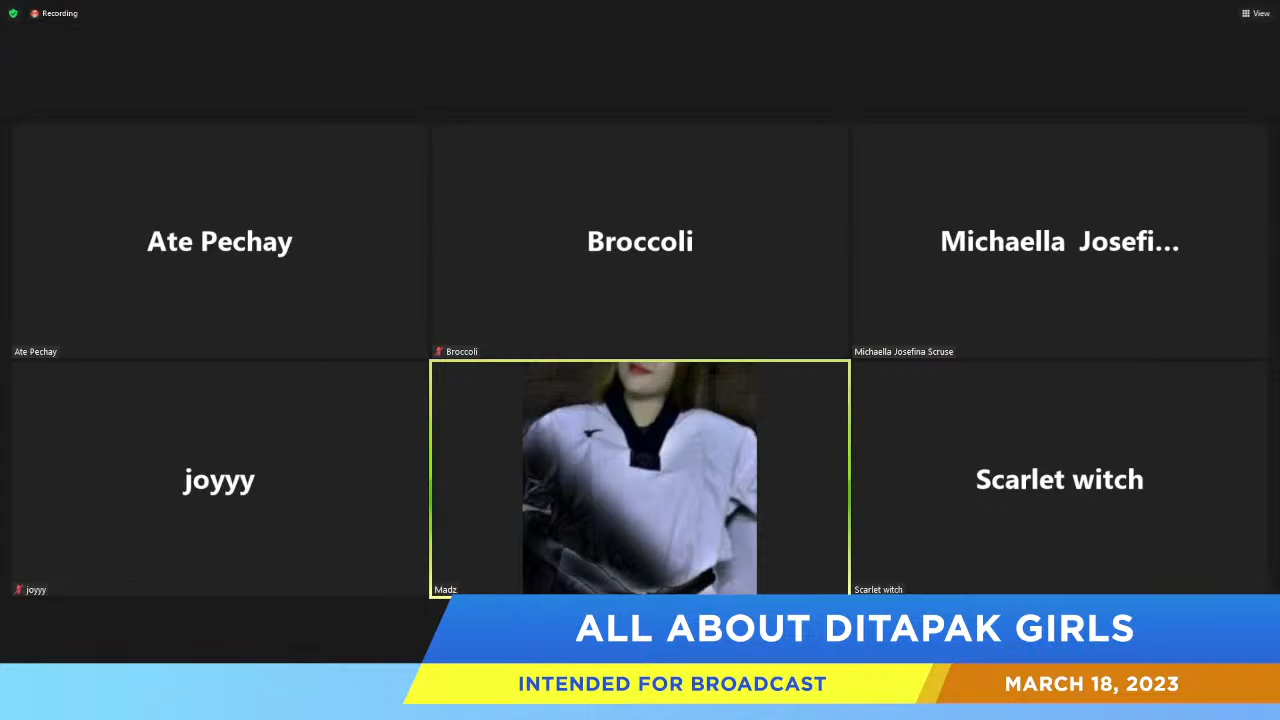 Recording
View
Ate Pechay
Broccoli
Michaella Josefi...
Ate Pechay
Broccoli
Michaella Josefina Scruse
joyyy
Scarlet witch
joyyy
Madz
Scarlet witch
ALL ABOUT DITAPAK GIRLS
INTENDED FOR BROADCAST
MARCH 18, 2023